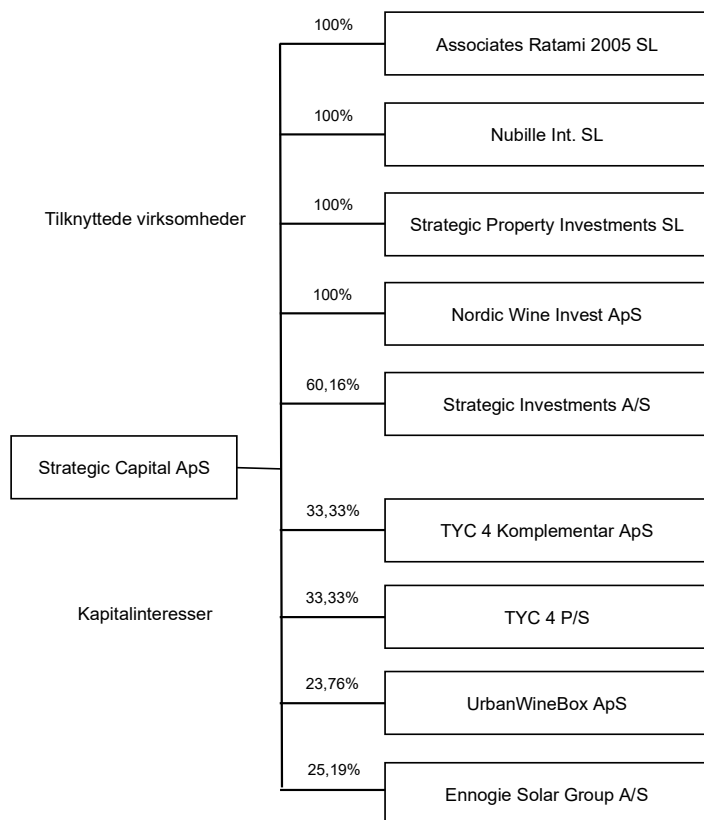 100%
Associates Ratami 2005 SL
100%
Nubille Int. SL
Tilknyttede virksomheder
100%
Strategic Property Investments SL
100%
Nordic Wine Invest ApS
60,16%
Strategic Investments A/S
Strategic Capital ApS
33,33%
TYC 4 Komplementar ApS
Kapitalinteresser
33,33%
TYC 4 P/S
23,76%
UrbanWineBox ApS
25,19%
Ennogie Solar Group A/S